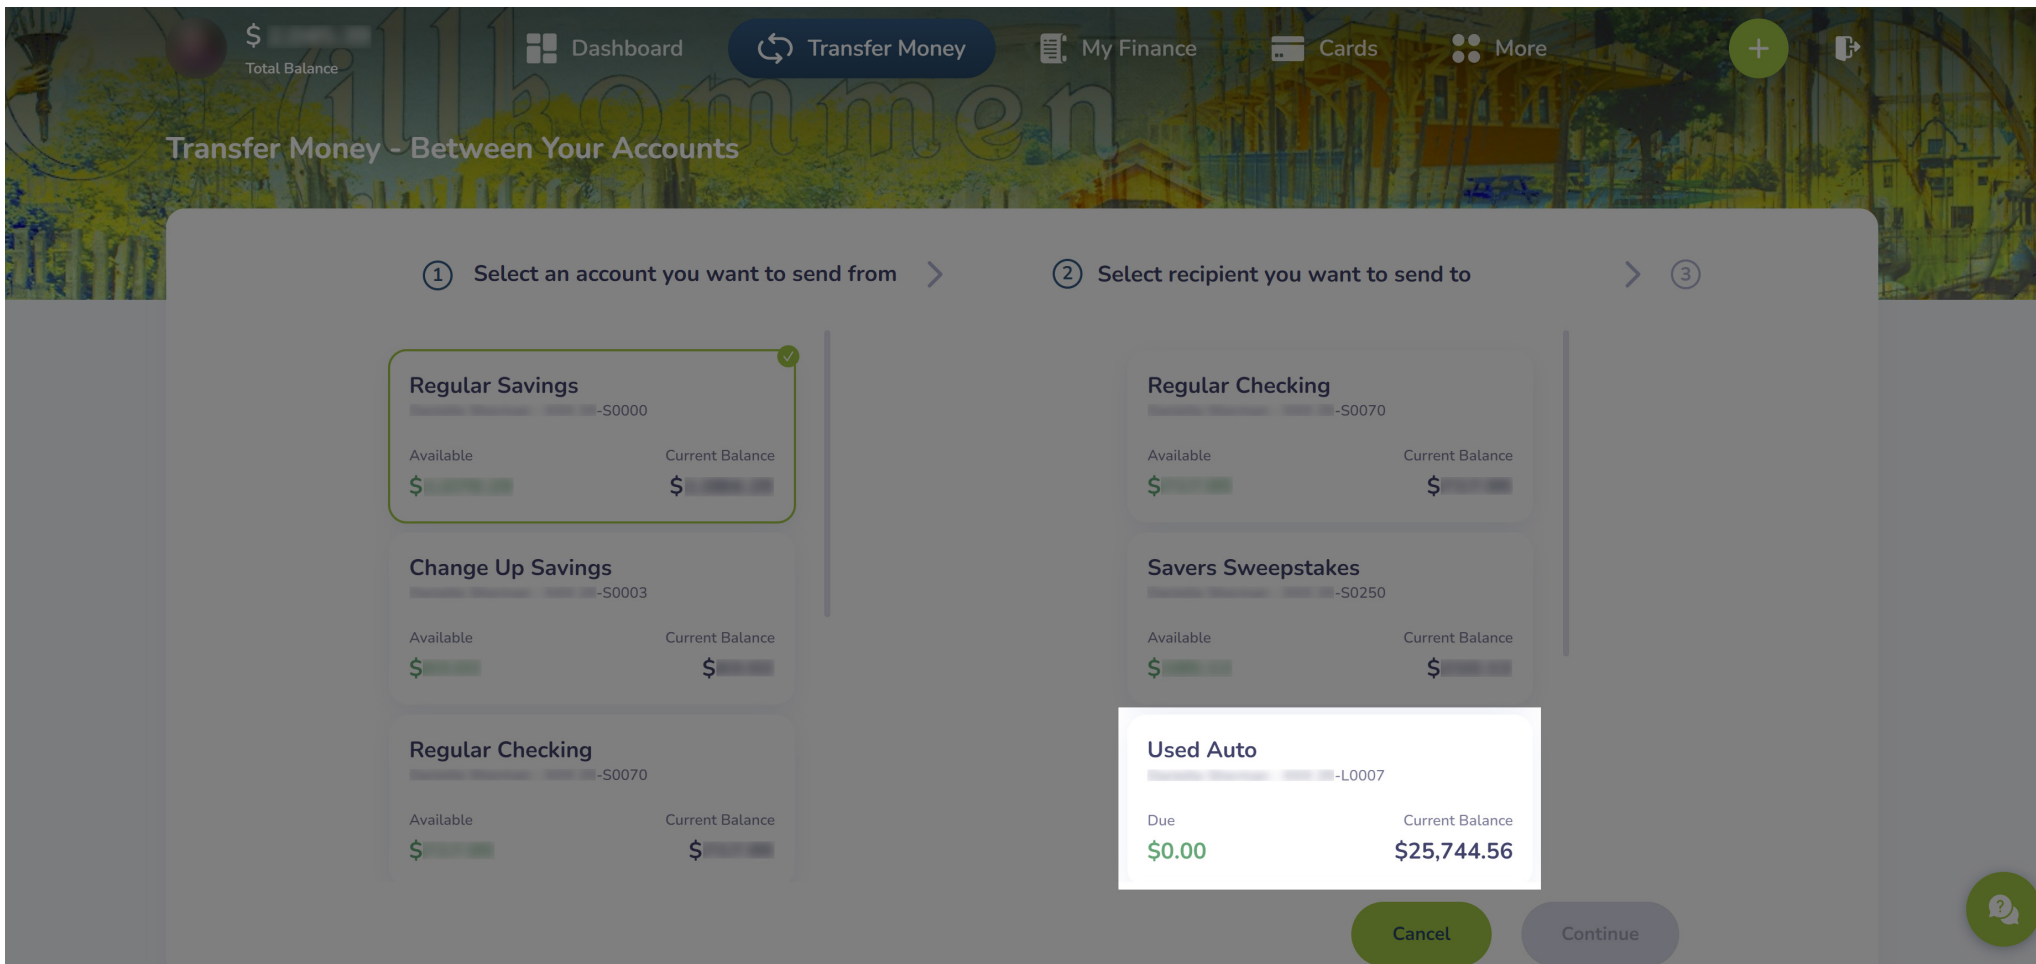 $
Total Balance
Dashboard
Transfer Money
My Finance
Cards
More
Willkommen
Transfer Money - Between Your Accounts
1 Select an account you want to send from
2 Select recipient you want to send to
3
Regular Savings
-S0000
Available Current Balance
$ $
Change Up Savings
-S0003
Available Current Balance
$ $
Regular Checking
-S0070
Available Current Balance
$ $
Regular Checking
-S0070
Available Current Balance
$ $
Savers Sweepstakes
-S0250
Available Current Balance
$ $
Used Auto
-L0007
Due Current Balance
$0.00 $25,744.56
Cancel
Continue